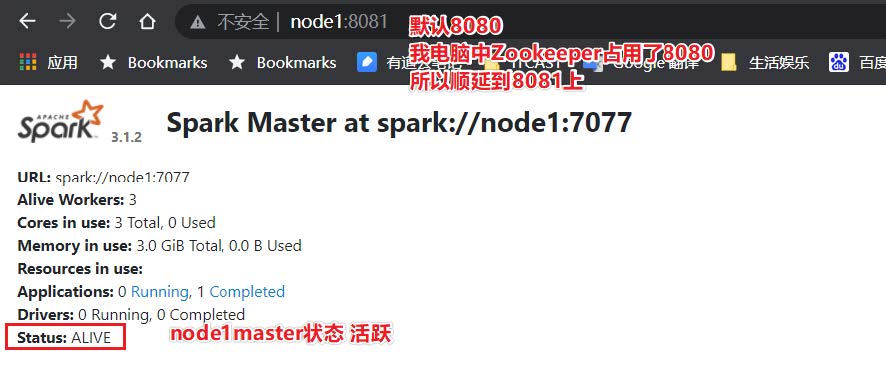 不安全 | node1:8081
默认8080
我电脑中Zookeeper占用了8080
所以顺延到8081上
应用 Bookmarks Bookmarks 有道 ITCAST Google 翻译 生活娱乐 百度
APACHE
Spark 3.1.2
Spark Master at spark://node1:7077
URL: spark://node1:7077
Alive Workers: 3
Cores in use: 3 Total, 0 Used
Memory in use: 3.0 GiB Total, 0.0 B Used
Resources in use:
Applications: 0 Running, 1 Completed
Drivers: 0 Running, 0 Completed
Status: ALIVE
node1master状态 活跃